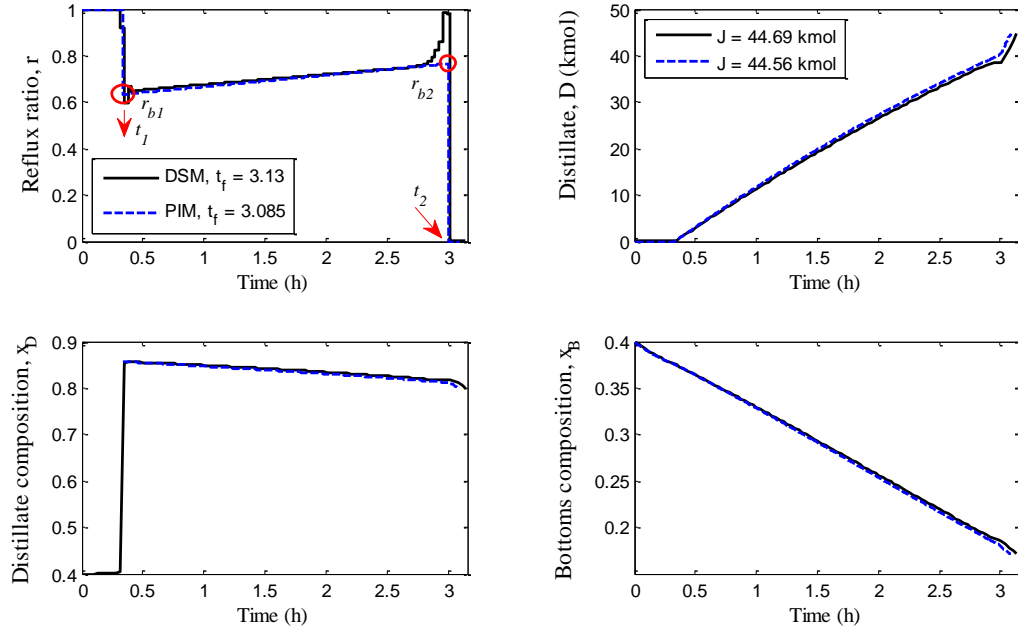 Reflux ratio, r
1
0.8
0.6
0.4
0.2
0
r_b1
t_1
r_b2
t_2
DSM, t_f = 3.13
PIM, t_f = 3.085
0 0.5 1 1.5 2 2.5 3
Time (h)
Distillate, D (kmol)
50
40
30
20
10
0
J = 44.69 kmol
J = 44.56 kmol
0 0.5 1 1.5 2 2.5 3
Time (h)
Distillate composition, x_D
0.9
0.8
0.7
0.6
0.5
0.4
0 0.5 1 1.5 2 2.5 3
Time (h)
Bottoms composition, x_B
0.4
0.35
0.3
0.25
0.2
0 0.5 1 1.5 2 2.5 3
Time (h)